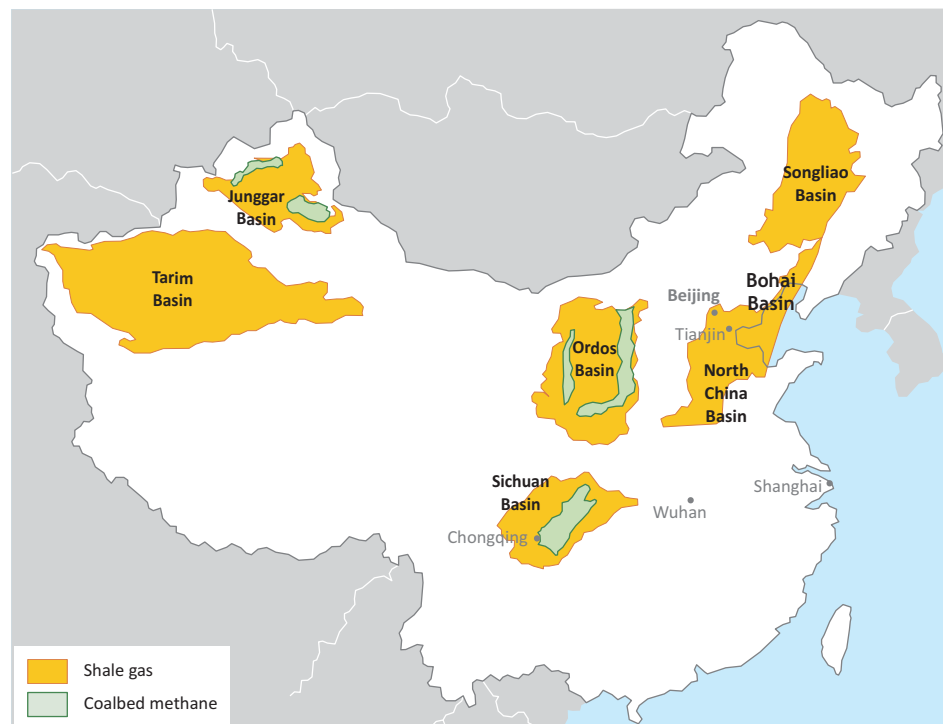 Songliao
Basin
Junggar
Basin
Tarim
Basin
Bohai
Basin
Beijing
Tianjin
Ordos
Basin
North
China
Basin
Sichuan
Basin
Shanghai
Wuhan
Chongqing
Shale gas
Coalbed methane